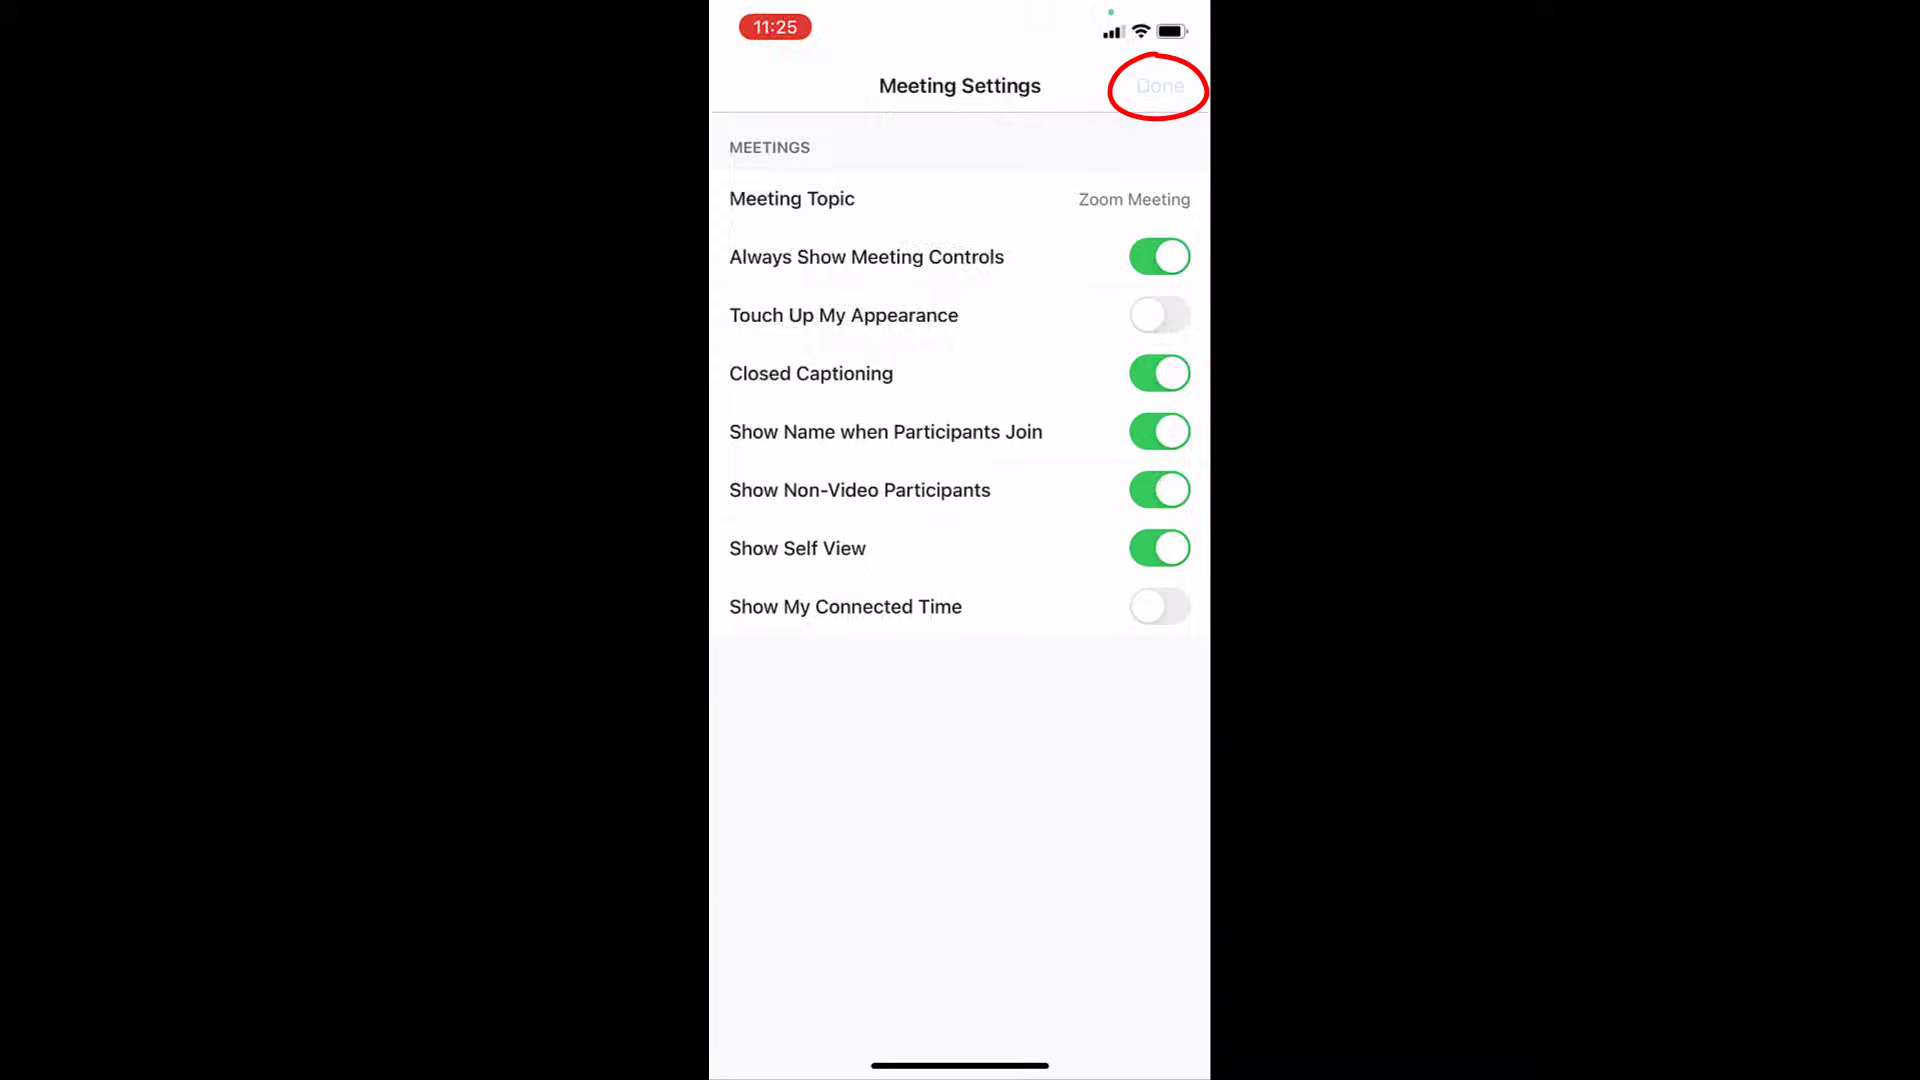 11:25
Meeting Settings
Done
MEETINGS
Meeting Topic
Zoom Meeting
Always Show Meeting Controls
Touch Up My Appearance
Closed Captioning
Show Name when Participants Join
Show Non-Video Participants
Show Self View
Show My Connected Time